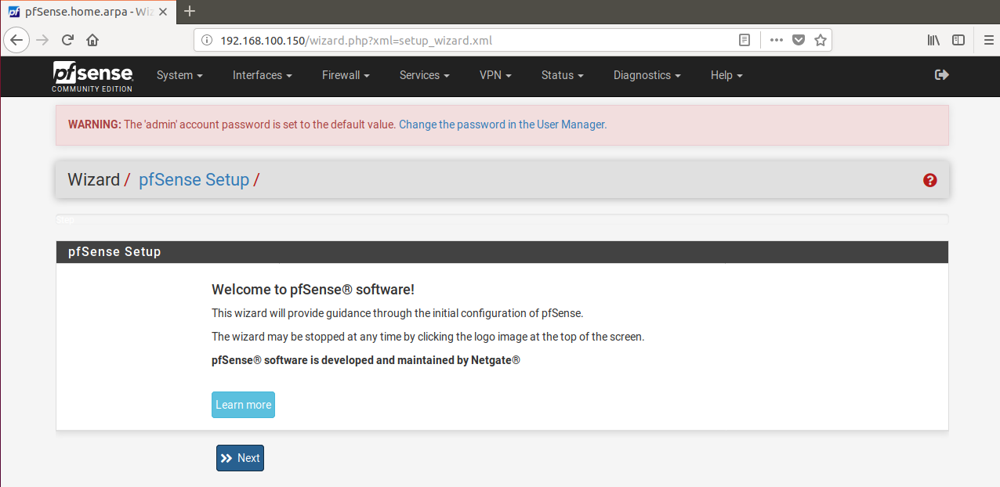 pfSense.home.arpa - Wiz
192.168.100.150/wizard.php?xml=setup_wizard.xml
pfsense
COMMUNITY EDITION
System
Interfaces
Firewall
Services
VPN
Status
Diagnostics
Help
WARNING: The 'admin' account password is set to the default value. Change the password in the User Manager.
Wizard / pfSense Setup /
Step
pfSense Setup
Welcome to pfSense® software!
This wizard will provide guidance through the initial configuration of pfSense.
The wizard may be stopped at any time by clicking the logo image at the top of the screen.
pfSense® software is developed and maintained by Netgate®
Learn more
Next